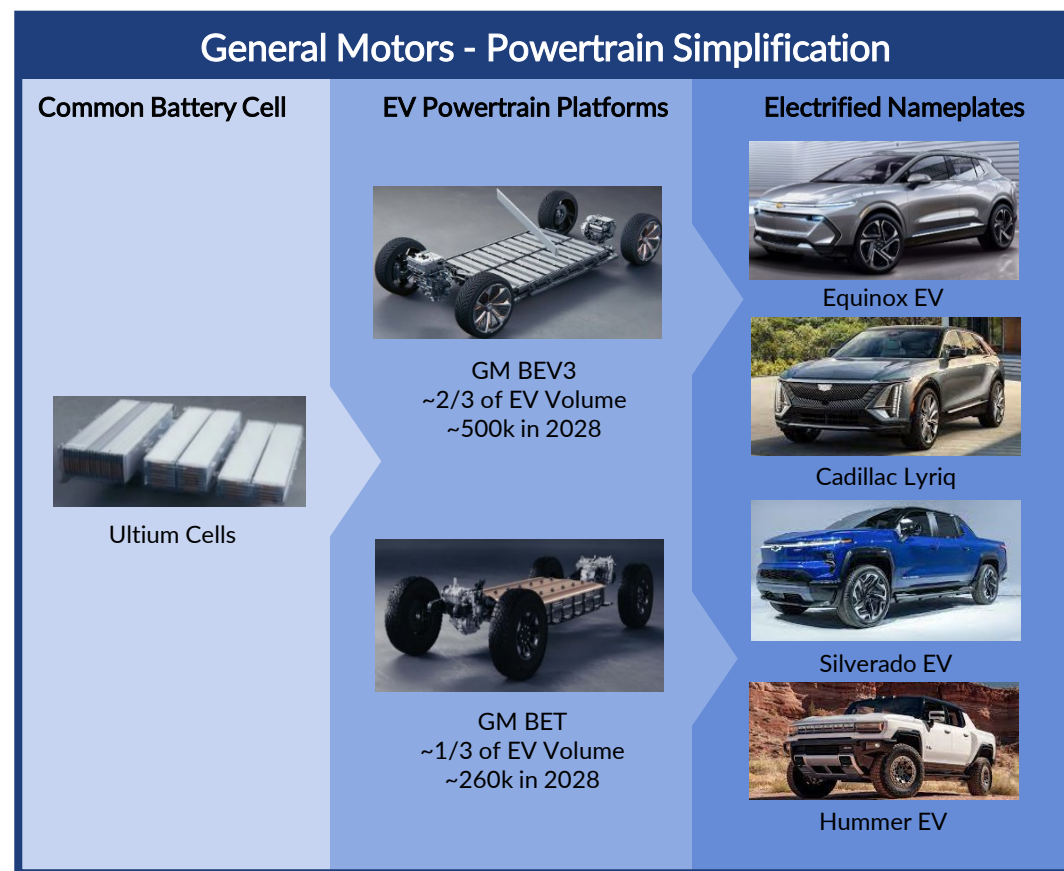 General Motors - Powertrain Simplification
Common Battery Cell
EV Powertrain Platforms
Electrified Nameplates
Ultium Cells
GM BEV3
~2/3 of EV Volume
~500k in 2028
GM BET
~1/3 of EV Volume
~260k in 2028
Equinox EV
Cadillac Lyriq
Silverado EV
Hummer EV